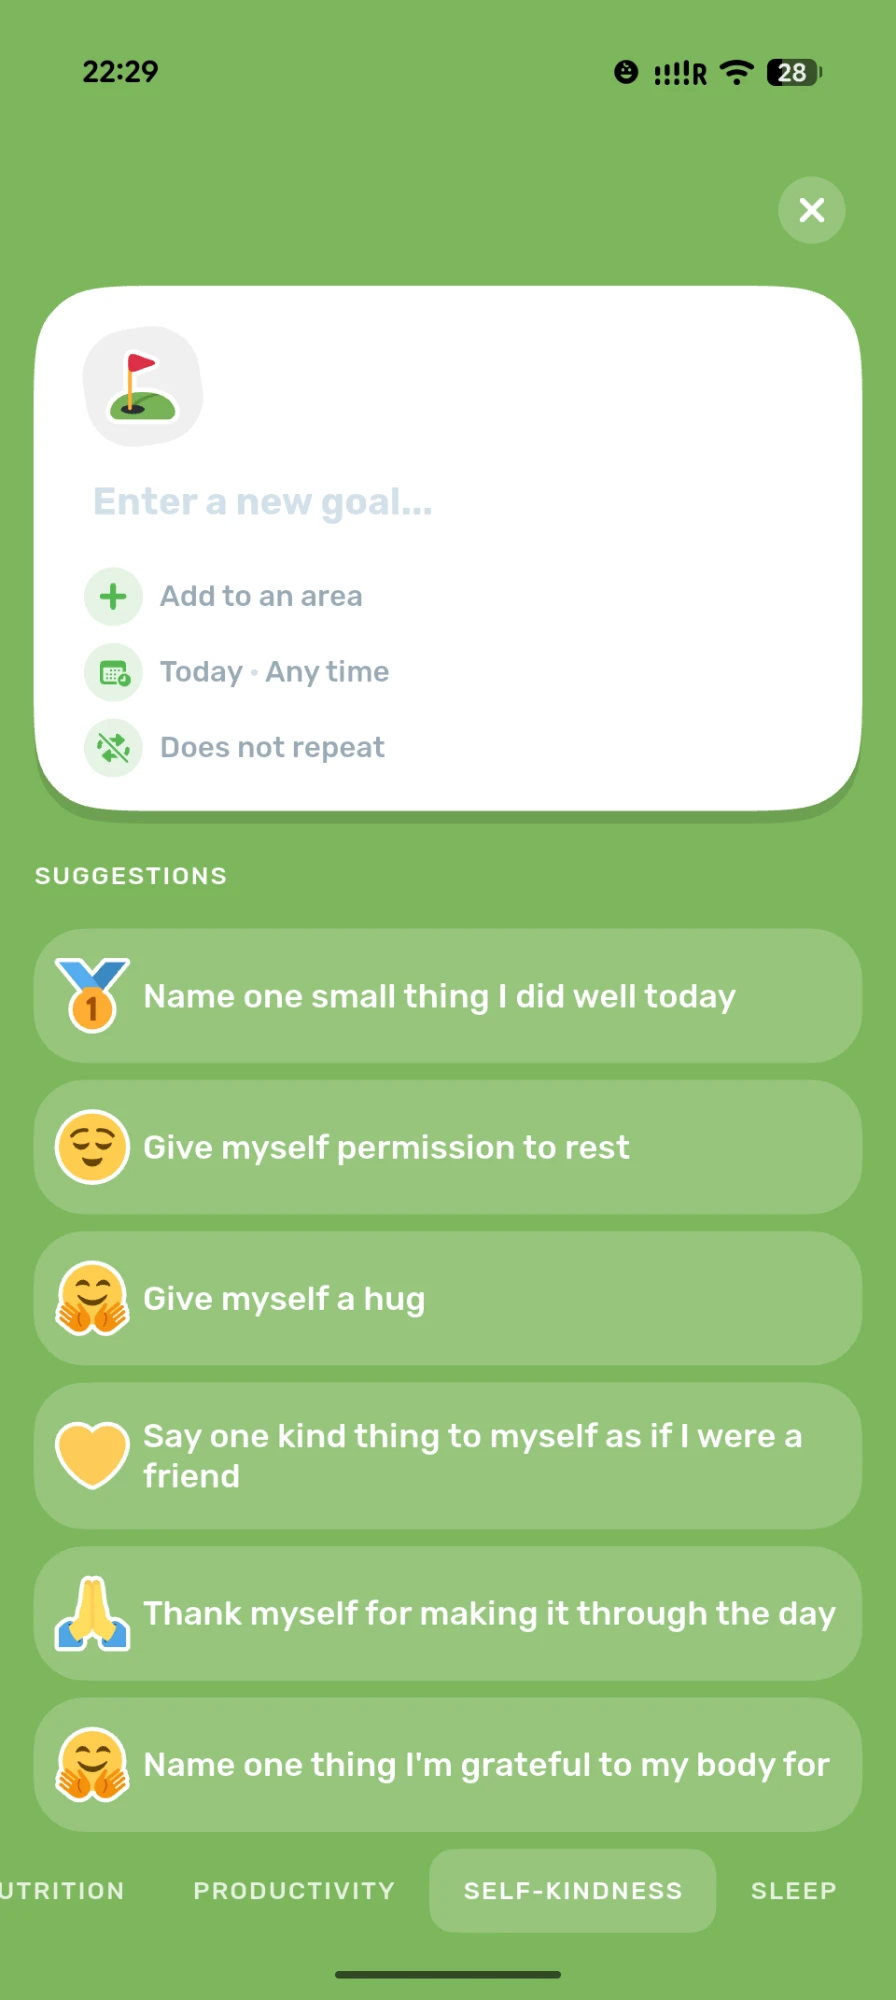 22:29
R
28
Enter a new goal...
Add to an area
Today • Any time
Does not repeat
SUGGESTIONS
1
Name one small thing I did well today
Give myself permission to rest
Give myself a hug
Say one kind thing to myself as if I were a
friend
Thank myself for making it through the day
Name one thing I'm grateful to my body for
UTRITION PRODUCTIVITY SELF-KINDNESS SLEEP